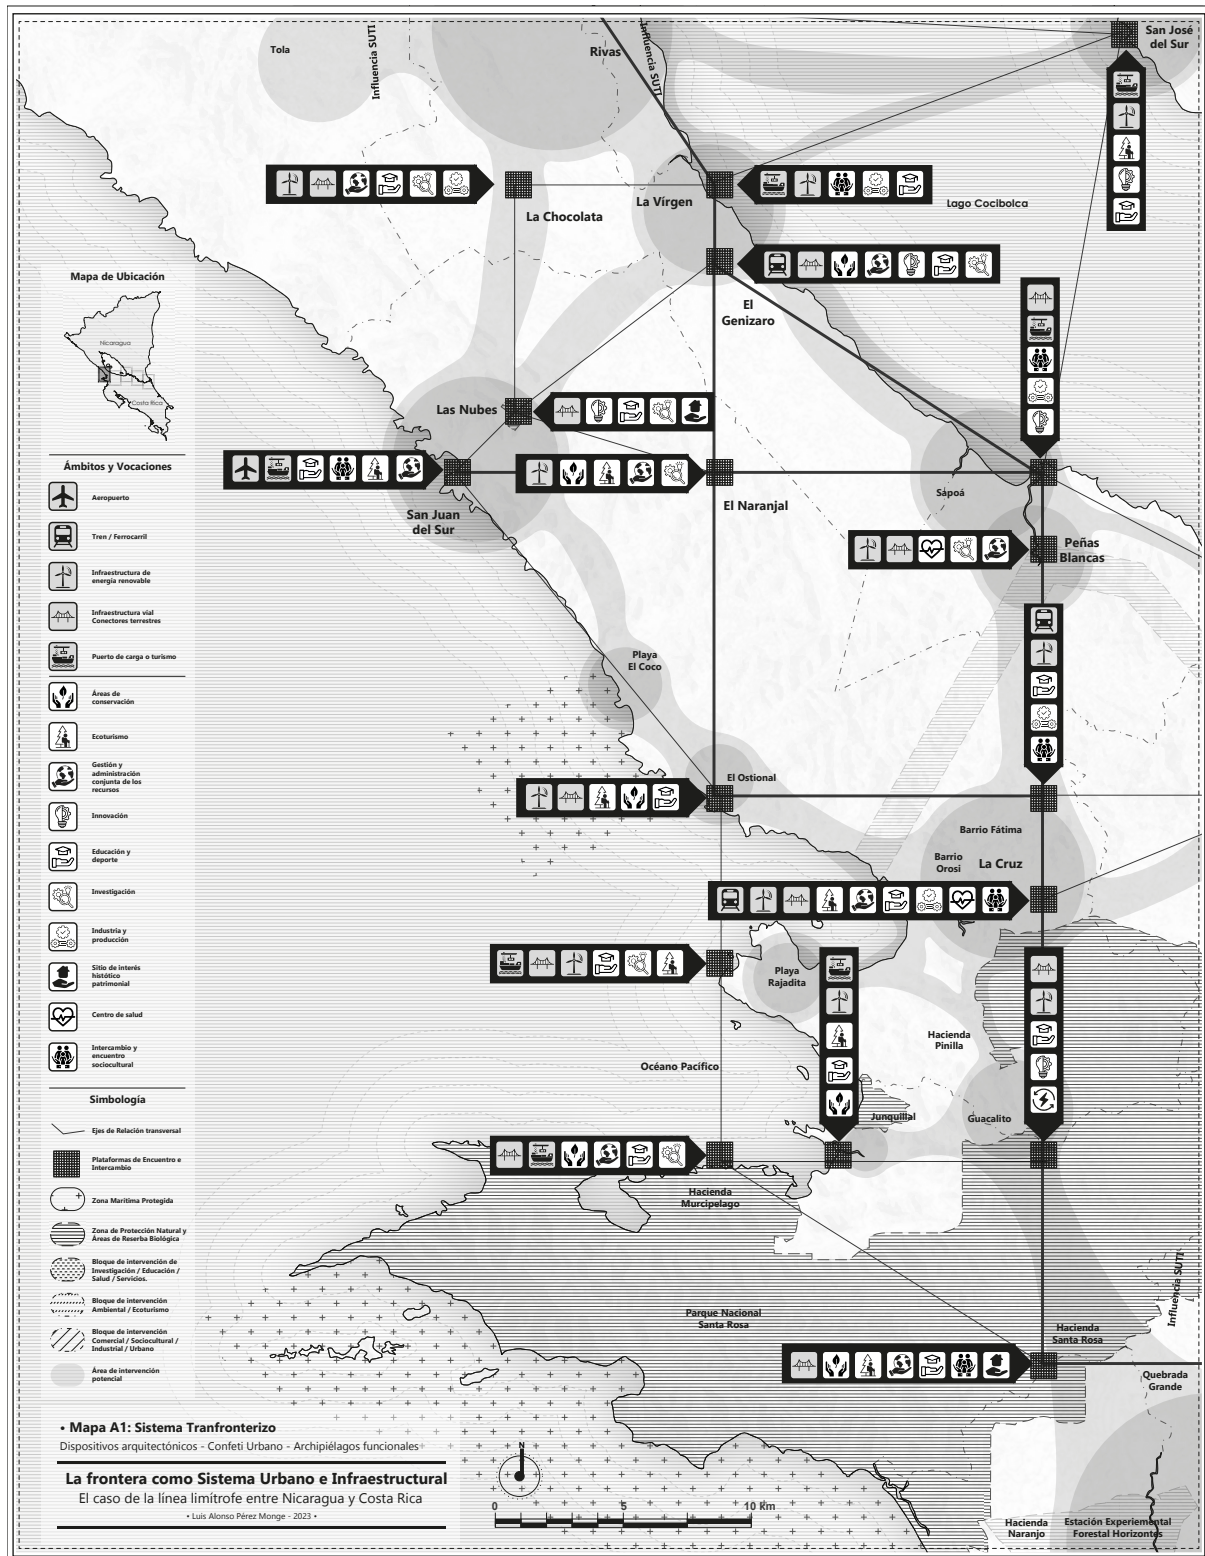 Tola
Influencia SUTI
Rivas
Influencia SUTI
San José
del Sur
La Chocolata
La Vírgen
Lago Cocibolca
El
Genizaro
Mapa de Ubicación
Nicaragua
Costa Rica
Las Nubes
San Juan
del Sur
El Naranjal
Sapoá
Peñas
Blancas
Playa
El Coco
El Ostional
Barrio Fátima
Barrio
Orosi
La Cruz
Playa
Rajadita
Hacienda
Pinilla
Océano Pacífico
Junquillal
Guacalito
Hacienda
Murcipelago
Parque Nacional
Santa Rosa
Influencia SUTI
Hacienda
Santa Rosa
Quebrada
Grande
Hacienda
Naranjo
Estación Experiemental
Forestal Horizontes
Ámbitos y Vocaciones
Aeropuerto
Tren / Ferrocarril
Infraestructura de
energía renovable
Infraestructura vial
Conectores terrestres
Puerto de carga o turismo
Áreas de
conservación
Ecoturismo
Gestión y
administración
conjunta de los
recursos
Innovación
Educación y
deporte
Investigación
Industria y
producción
Sitio de interés
histótico
patrimonial
Centro de salud
Intercambio y
encuentro
sociocultural
Simbología
Ejes de Relación transversal
Plataformas de Encuentro e
Intercambio
Zona Marítima Protegida
Zona de Protección Natural y
Áreas de Reserba Biológica
Bloque de intervención de
Investigación / Educación /
Salud / Servicios.
Bloque de intervención
Ambiental / Ecoturismo
Bloque de intervención
Comercial / Sociocultural /
Industrial / Urbano
Área de intervención
potencial
• Mapa A1: Sistema Tranfronterizo
Dispositivos arquitectónicos - Confeti Urbano - Archipiélagos funcionales
La frontera como Sistema Urbano e Infraestructural
El caso de la línea limítrofe entre Nicaragua y Costa Rica
• Luis Alonso Pérez Monge - 2023 •
N
0 5 10 km